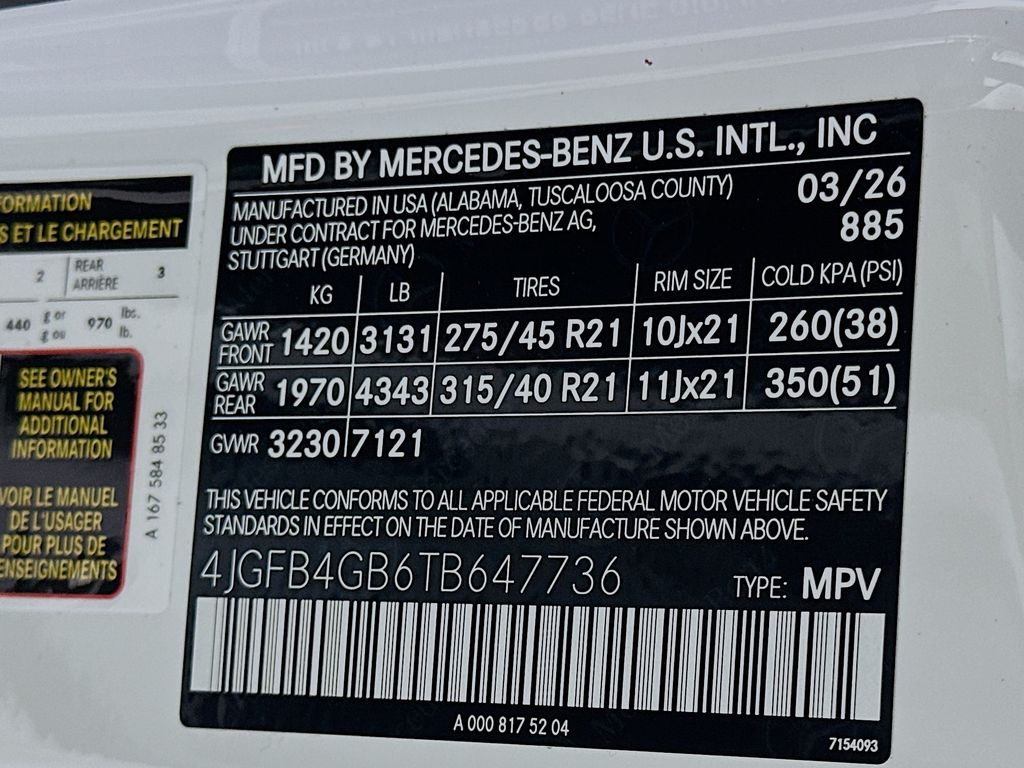 FORMATION
S ET LE CHARGEMENT
2 REAR ARRIÈRE 3
440 g or g ou 970 lbs. lb.
SEE OWNER'S
MANUAL FOR
ADDITIONAL
INFORMATION
VOIR LE MANUEL
DE L'USAGER
POUR PLUS DE
ENSEIGNEMENTS
A 167 584 85 33
MFD BY MERCEDES-BENZ U.S. INTL., INC
MANUFACTURED IN USA (ALABAMA, TUSCALOOSA COUNTY) 03/26
UNDER CONTRACT FOR MERCEDES-BENZ AG, 885
STUTTGART (GERMANY)
KG LB TIRES RIM SIZE COLD KPA (PSI)
GAWR FRONT 1420 3131 275/45 R21 10Jx21 260(38)
GAWR REAR 1970 4343 315/40 R21 11Jx21 350(51)
GVWR 3230 7121
THIS VEHICLE CONFORMS TO ALL APPLICABLE FEDERAL MOTOR VEHICLE SAFETY
STANDARDS IN EFFECT ON THE DATE OF MANUFACTURE SHOWN ABOVE.
4JGFB4GB6TB647736 TYPE: MPV
A 000 817 52 04
7154093